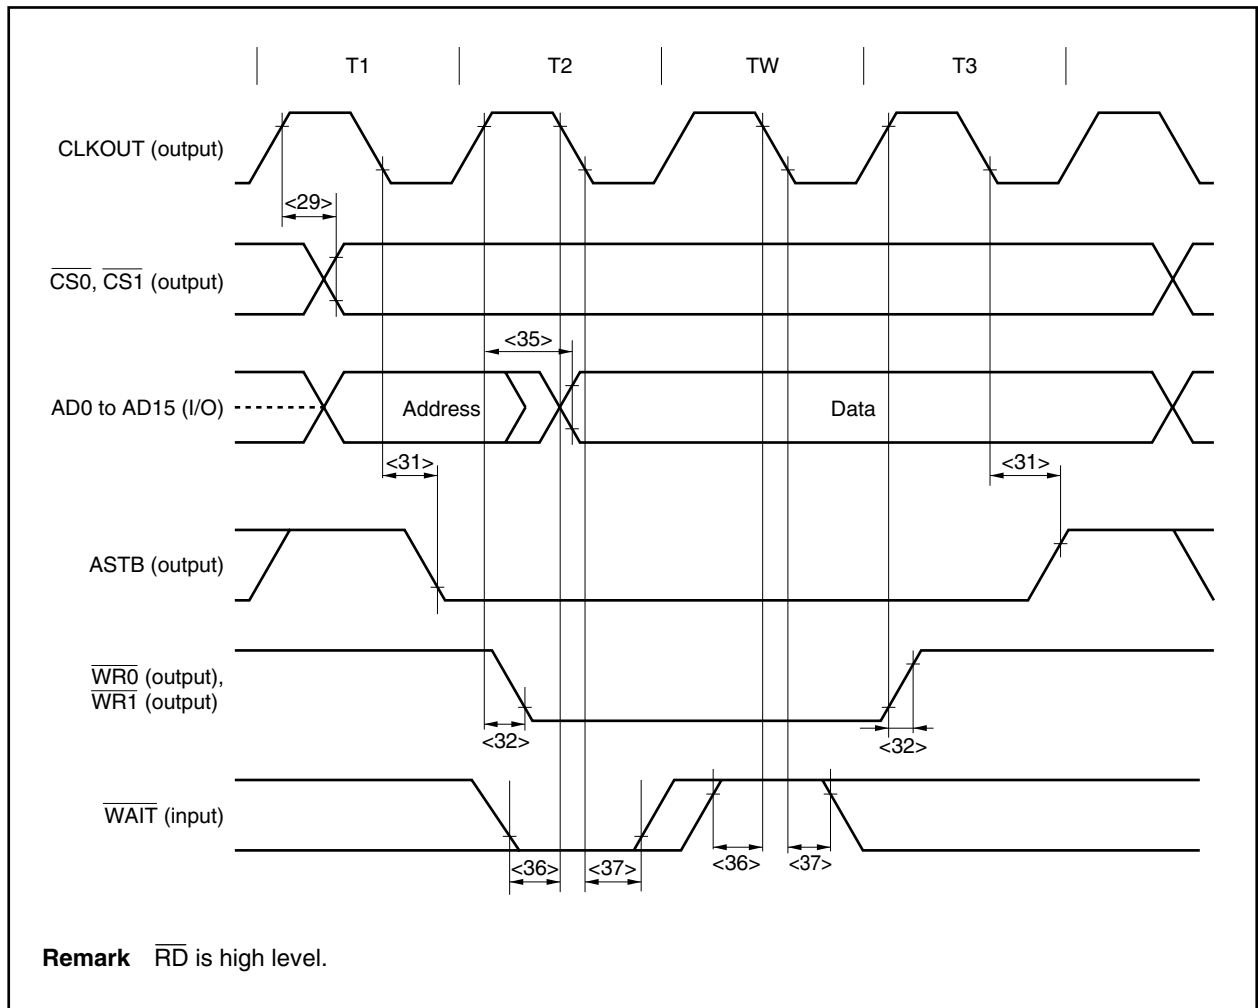 T1 T2 TW T3
CLKOUT (output)
<29>
CS0, CS1 (output)
<35>
AD0 to AD15 (I/O) Address Data
<31> <31>
ASTB (output)
WR0 (output),
WR1 (output)
<32> <32>
WAIT (input)
<36> <37> <36> <37>
Remark RD is high level.